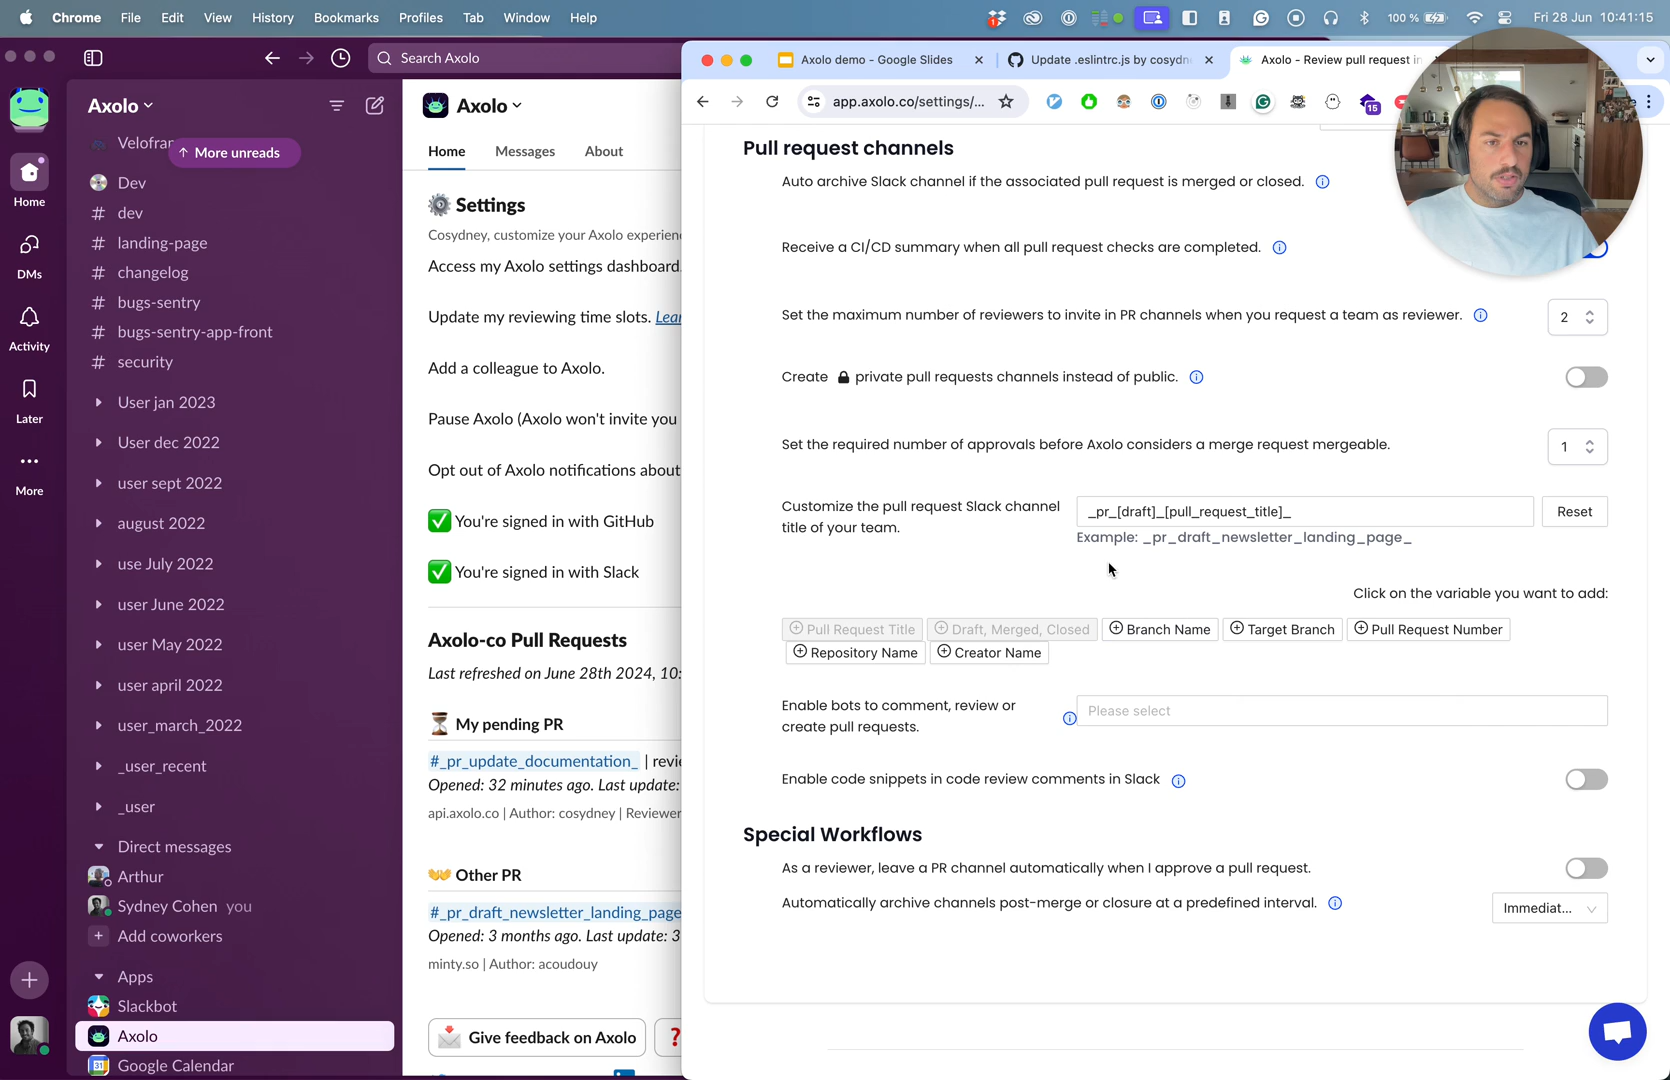 Chrome File Edit View History Bookmarks Profiles Tab Window Help
100 % Fri 28 Jun 10:41:15
Search Axolo
Axolo
Velofran
More unreads
Dev
# dev
# landing-page
# changelog
# bugs-sentry
# bugs-sentry-app-front
# security
User jan 2023
User dec 2022
user sept 2022
august 2022
use July 2022
user June 2022
user May 2022
user april 2022
user_march_2022
_user_recent
_user
Direct messages
Arthur
Sydney Cohen you
Add coworkers
Apps
Slackbot
Axolo
Google Calendar
Home
DMs
Activity
Later
More
Axolo
Home Messages About
Settings
Cosydney, customize your Axolo experien
Access my Axolo settings dashboard.
Update my reviewing time slots. Lear
Add a colleague to Axolo.
Pause Axolo (Axolo won't invite you
Opt out of Axolo notifications about
You're signed in with GitHub
You're signed in with Slack
Axolo-co Pull Requests
Last refreshed on June 28th 2024, 10:
My pending PR
#_pr_update_documentation_ | revie
Opened: 32 minutes ago. Last update:
api.axolo.co | Author: cosydney | Reviewer
Other PR
#_pr_draft_newsletter_landing_page
Opened: 3 months ago. Last update: 3
minty.so | Author: acoudouy
Give feedback on Axolo
Axolo demo - Google Slides
Update .eslintrc.js by cosydn
Axolo - Review pull request in
app.axolo.co/settings/...
15
Pull request channels
Auto archive Slack channel if the associated pull request is merged or closed.
Receive a CI/CD summary when all pull request checks are completed.
Set the maximum number of reviewers to invite in PR channels when you request a team as reviewer. 2
Create private pull requests channels instead of public.
Set the required number of approvals before Axolo considers a merge request mergeable. 1
Customize the pull request Slack channel
title of your team.
_pr_[draft]_[pull_request_title]_
Reset
Example: _pr_draft_newsletter_landing_page_
Click on the variable you want to add:
Pull Request Title Draft, Merged, Closed Branch Name Target Branch Pull Request Number
Repository Name Creator Name
Enable bots to comment, review or
create pull requests.
Please select
Enable code snippets in code review comments in Slack
Special Workflows
As a reviewer, leave a PR channel automatically when I approve a pull request.
Automatically archive channels post-merge or closure at a predefined interval.
Immediat...